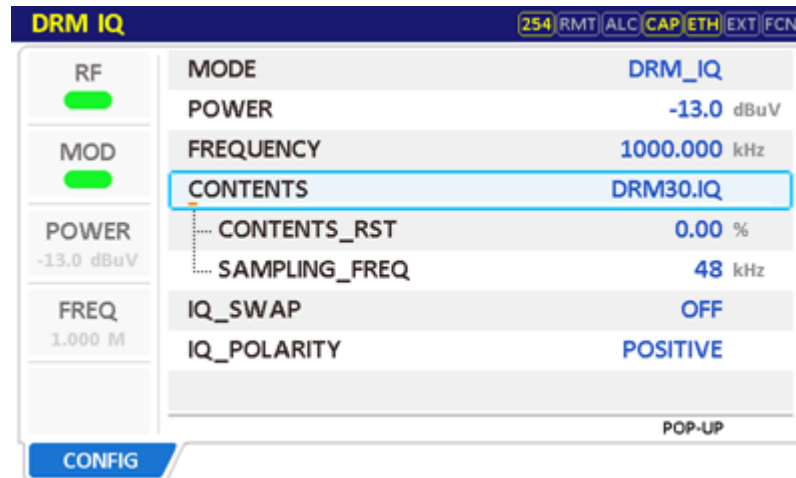 DRM IQ 254 RMT ALC CAP ETH EXT FCN
RF
MOD
POWER
-13.0 dBuV
FREQ
1.000 M
MODE DRM_IQ
POWER -13.0 dBuV
FREQUENCY 1000.000 kHz
CONTENTS DRM30.IQ
CONTENTS_RST 0.00 %
SAMPLING_FREQ 48 kHz
IQ_SWAP OFF
IQ_POLARITY POSITIVE
POP-UP
CONFIG